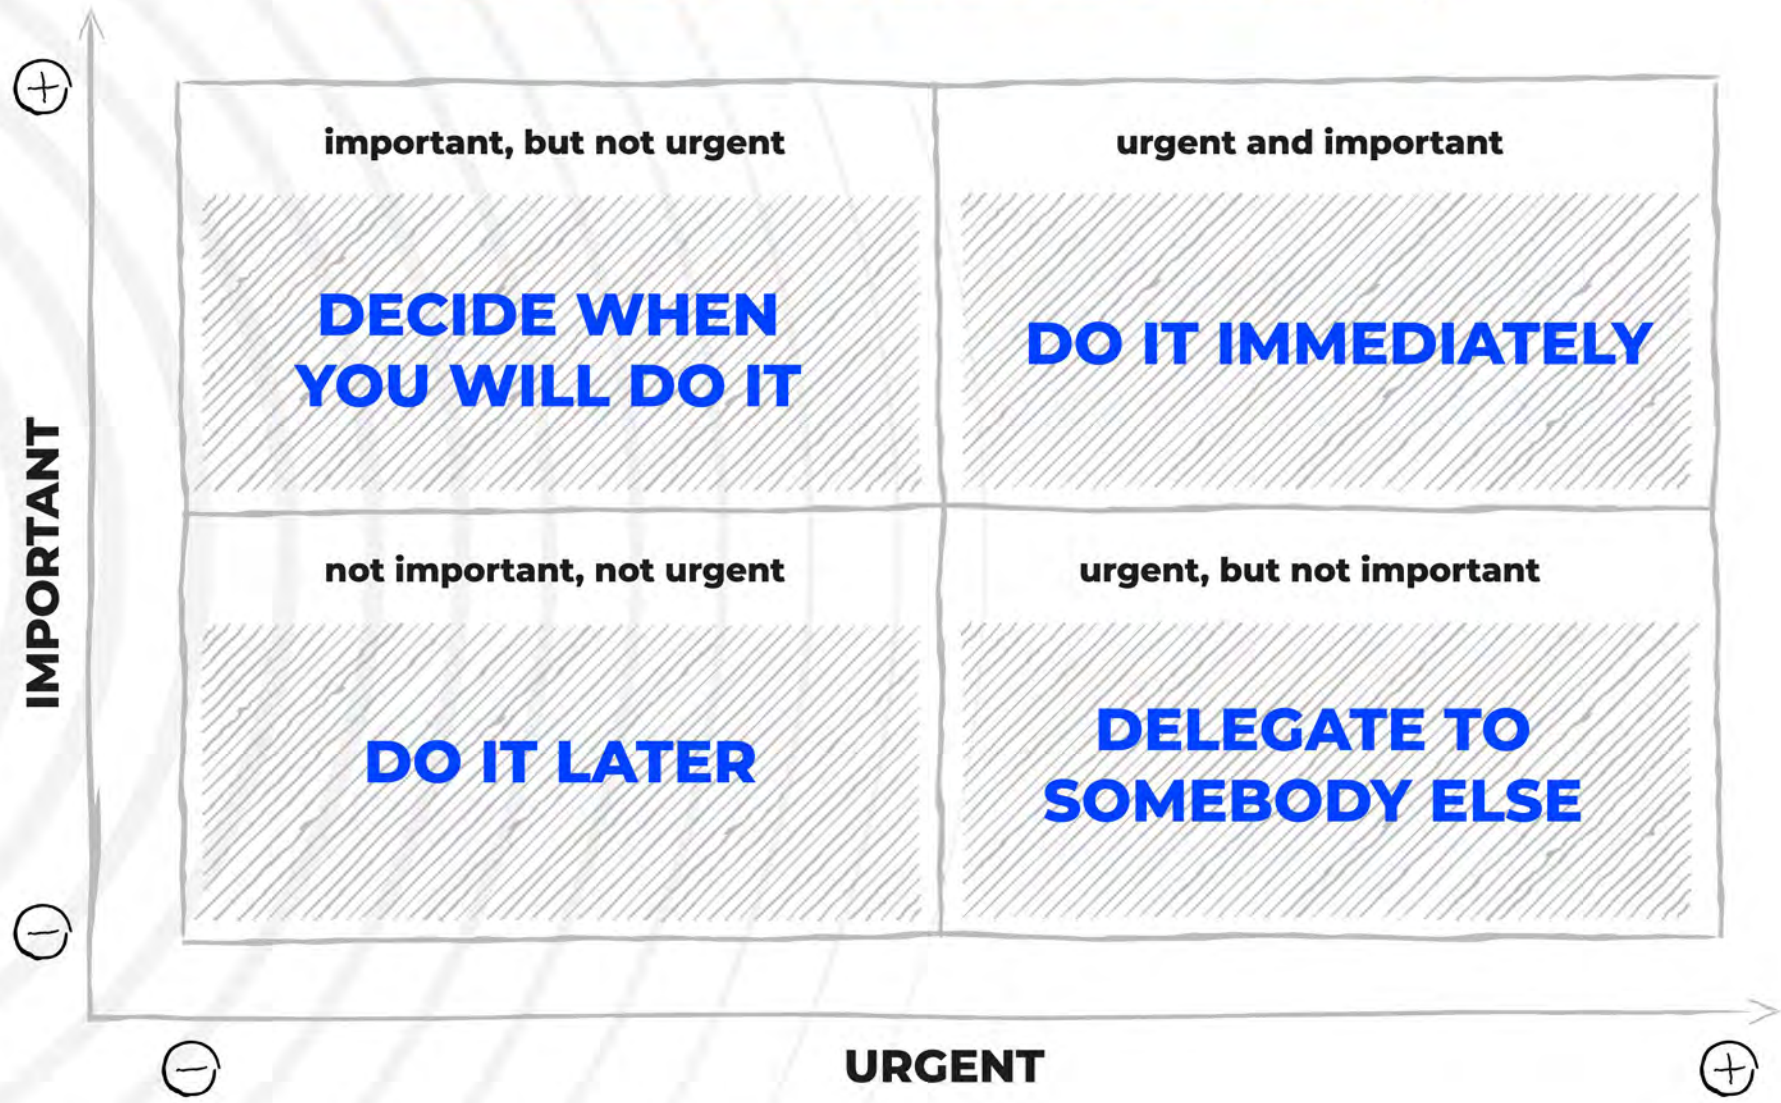 important, but not urgent
DECIDE WHEN
YOU WILL DO IT
urgent and important
DO IT IMMEDIATELY
not important, not urgent
DO IT LATER
urgent, but not important
DELEGATE TO
SOMEBODY ELSE
IMPORTANT
URGENT
+
−
−
+